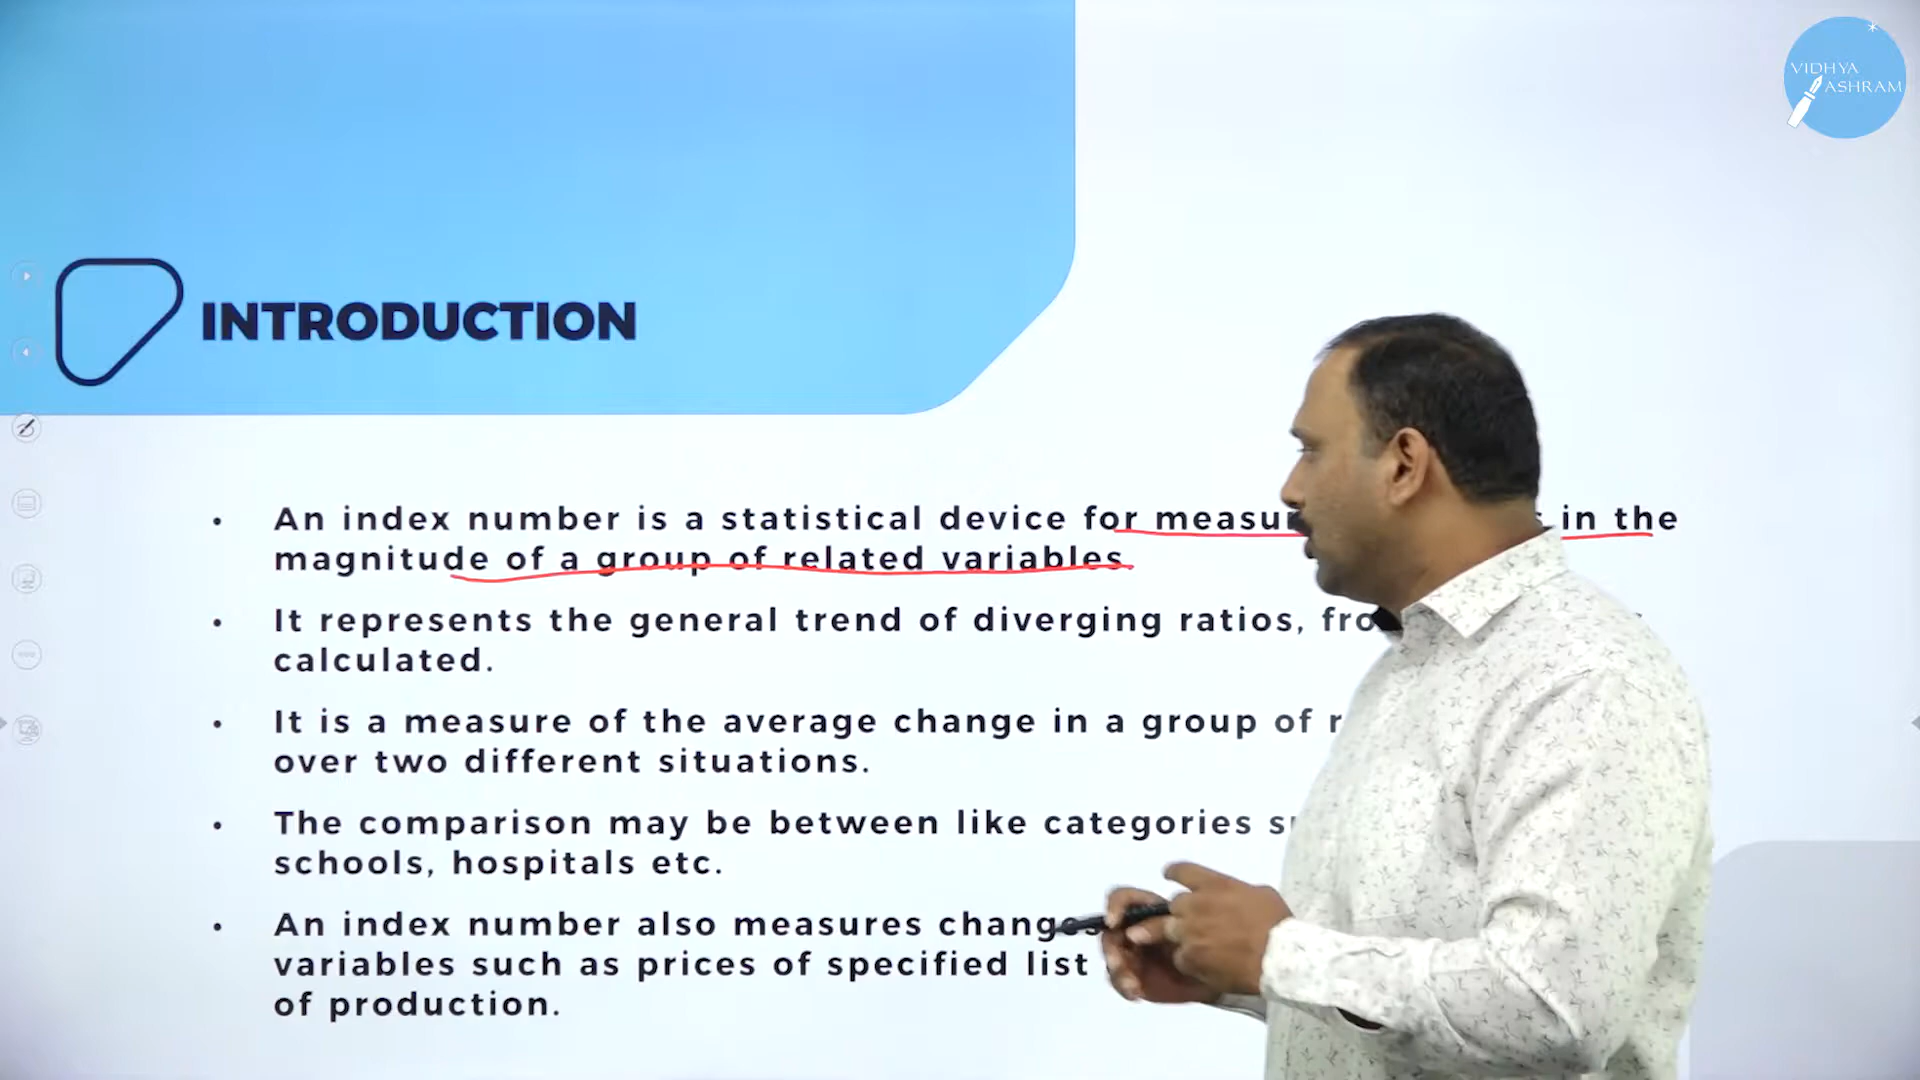 VIDHYA
ASHRAM
INTRODUCTION
• An index number is a statistical device for in the
magnitude of a group of related variables.
• It represents the general trend of diverging ratios,
calculated.
• It is a measure of the average change in a group of
over two different situations.
• The comparison may be between like categories
schools, hospitals etc.
• An index number also measures changes
variables such as prices of specified list
of production.